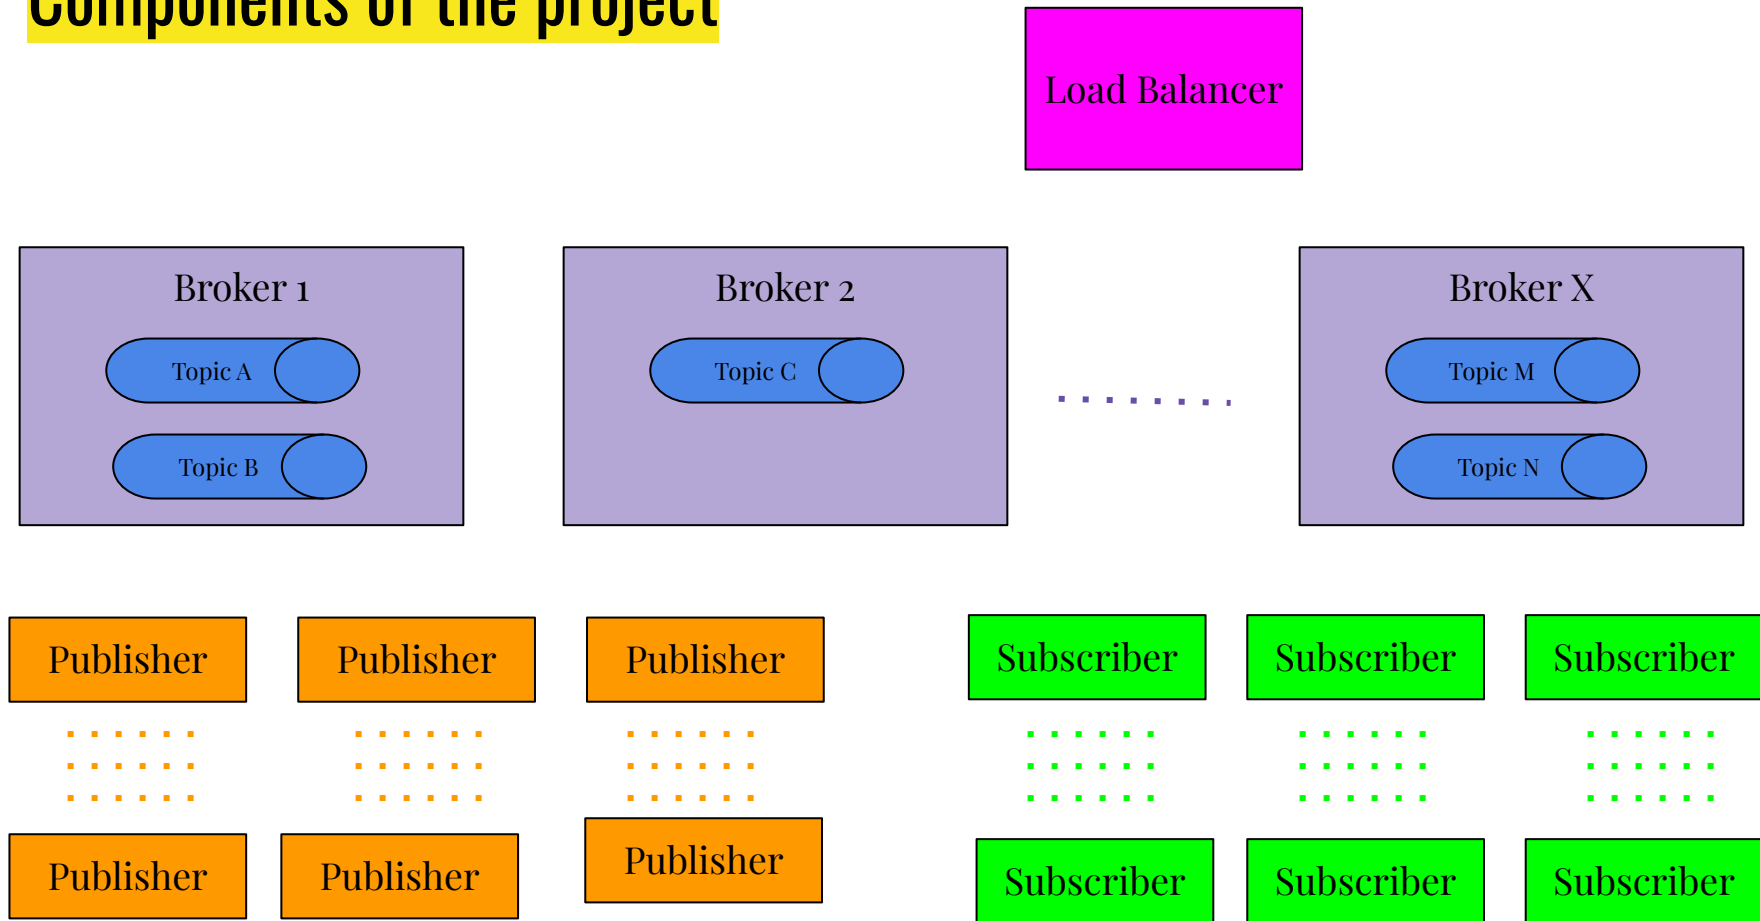 Components of the project
Load Balancer
Broker 1
Broker 2
Broker X
Topic A
Topic C
Topic M
Topic B
Topic N
Publisher
Publisher
Publisher
Subscriber
Subscriber
Subscriber
Publisher
Publisher
Publisher
Subscriber
Subscriber
Subscriber